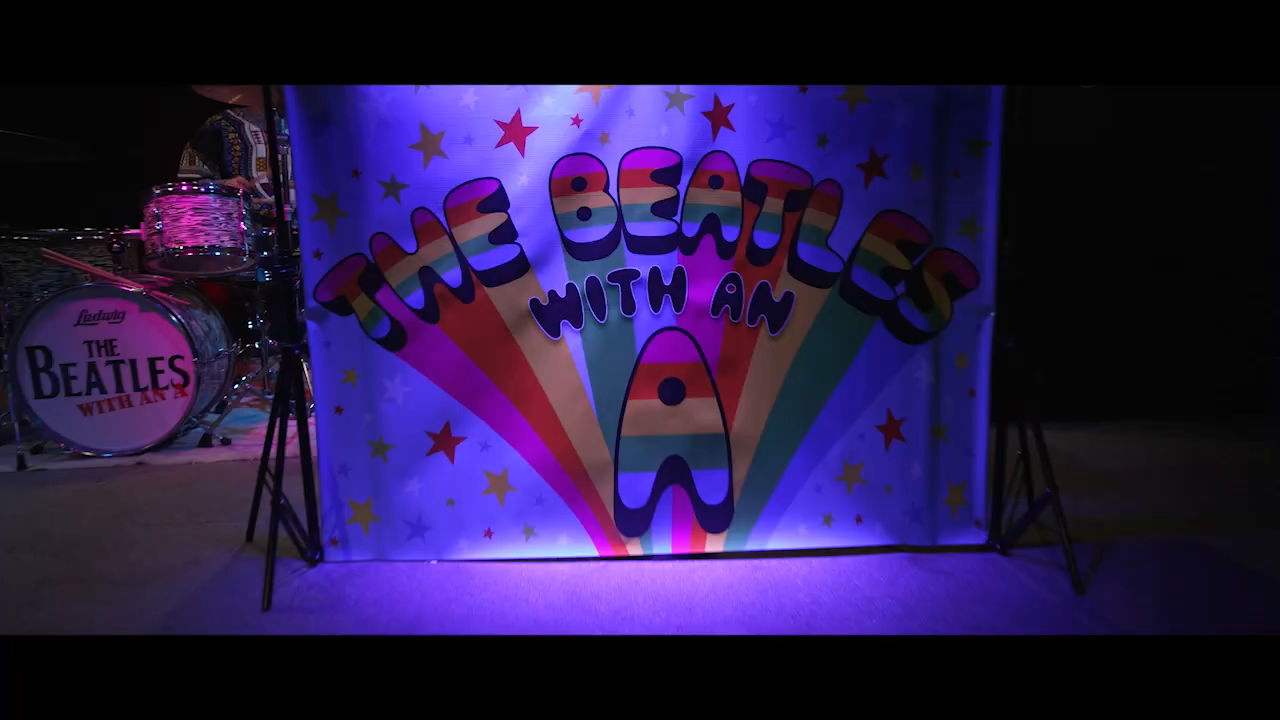 THE BEATLES
WITH AN
A
Ludwig
THE
BEATLES
WITH AN A